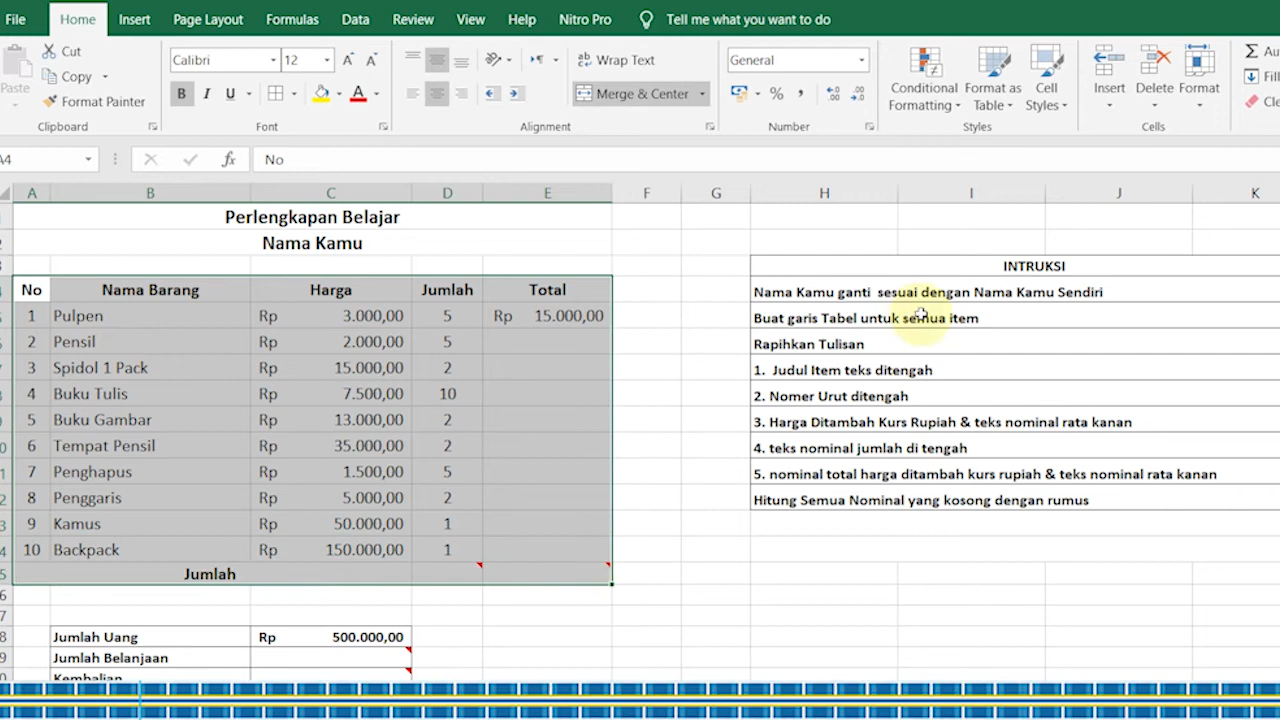 File Home Insert Page Layout Formulas Data Review View Help Nitro Pro Tell me what you want to do
Cut
Copy
Format Painter
Paste
Clipboard
Calibri 12
B I U
Font
Wrap Text
Merge & Center
Alignment
General
%
Number
Conditional Formatting
Format as Table
Cell Styles
Styles
Insert Delete Format
Cells
A4
fx No
A B C D E F G H I J K
Perlengkapan Belajar
Nama Kamu
No Nama Barang Harga Jumlah Total
1 Pulpen Rp 3.000,00 5 Rp 15.000,00
2 Pensil Rp 2.000,00 5
3 Spidol 1 Pack Rp 15.000,00 2
4 Buku Tulis Rp 7.500,00 10
5 Buku Gambar Rp 13.000,00 2
6 Tempat Pensil Rp 35.000,00 2
7 Penghapus Rp 1.500,00 5
8 Penggaris Rp 5.000,00 2
9 Kamus Rp 50.000,00 1
10 Backpack Rp 150.000,00 1
Jumlah
Jumlah Uang Rp 500.000,00
Jumlah Belanjaan
Kembalian
INTRUKSI
Nama Kamu ganti sesuai dengan Nama Kamu Sendiri
Buat garis Tabel untuk semua item
Rapihkan Tulisan
1. Judul Item teks ditengah
2. Nomer Urut ditengah
3. Harga Ditambah Kurs Rupiah & teks nominal rata kanan
4. teks nominal jumlah di tengah
5. nominal total harga ditambah kurs rupiah & teks nominal rata kanan
Hitung Semua Nominal yang kosong dengan rumus